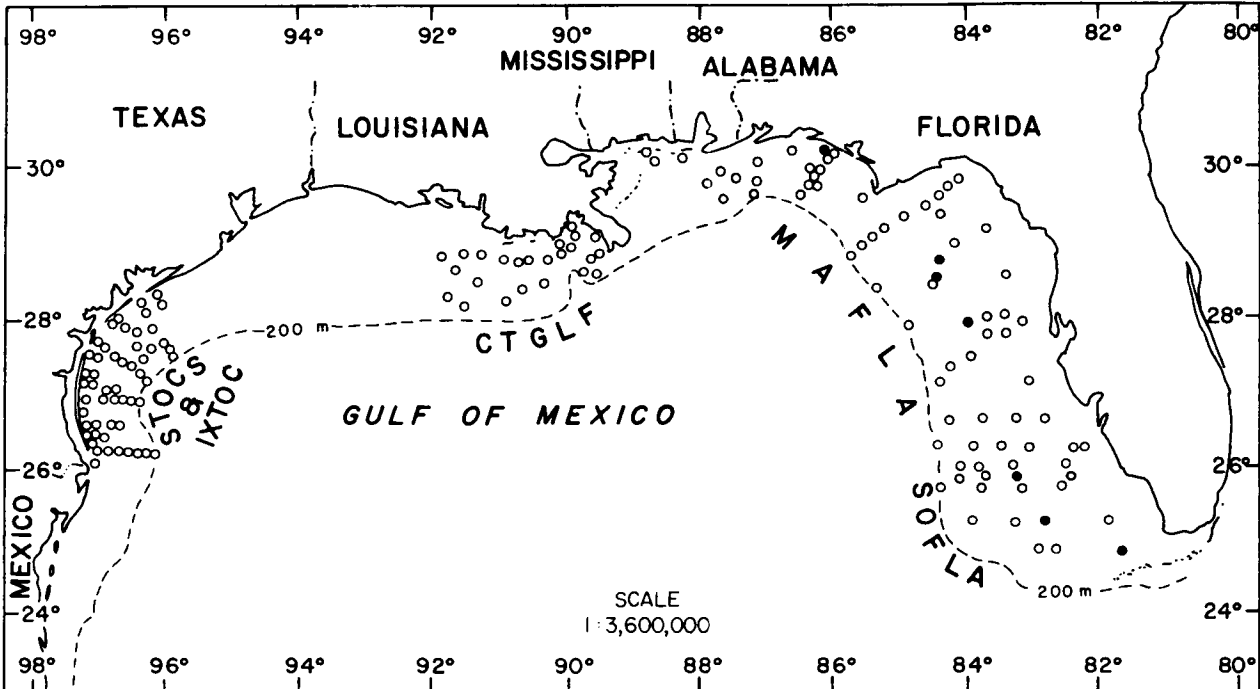 98° 96° 94° 92° 90° 88° 86° 84° 82° 80°
MISSISSIPPI ALABAMA
TEXAS LOUISIANA FLORIDA
30° 30°
MAFLA
28° 28°
200 m
CTGLF
STOCS
&
IXTOC
GULF OF MEXICO
26° 26°
SOFLA
MEXICO
200 m
SCALE
1:3,600,000
24° 24°
98° 96° 94° 92° 90° 88° 86° 84° 82° 80°